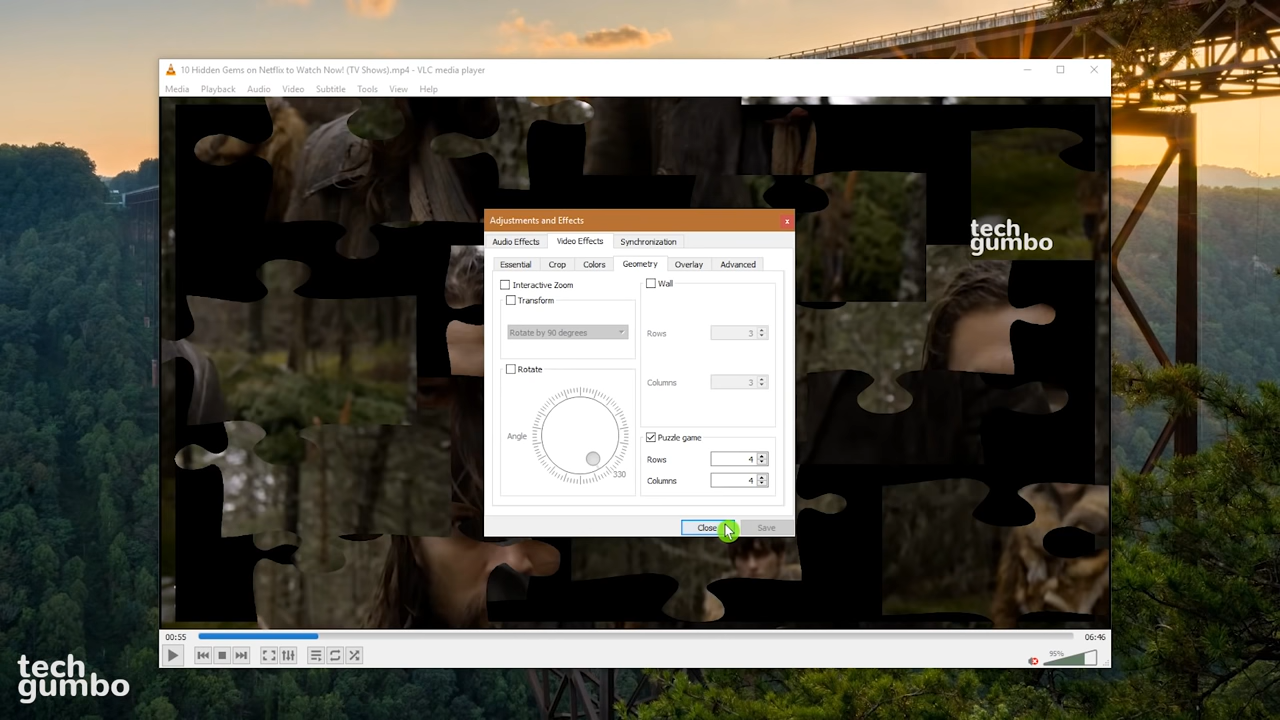 10 Hidden Gems on Netflix to Watch Now! (TV Shows).mp4 - VLC media player
Media Playback Audio Video Subtitle Tools View Help
tech
gumbo
Adjustments and Effects
Audio Effects Video Effects Synchronization
Essential Crop Colors Geometry Overlay Advanced
Interactive Zoom
Transform
Rotate by 90 degrees
Rotate
Angle
330
Wall
Rows 3
Columns 3
Puzzle game
Rows 4
Columns 4
Close Save
00:55 06:46
95%
tech
gumbo